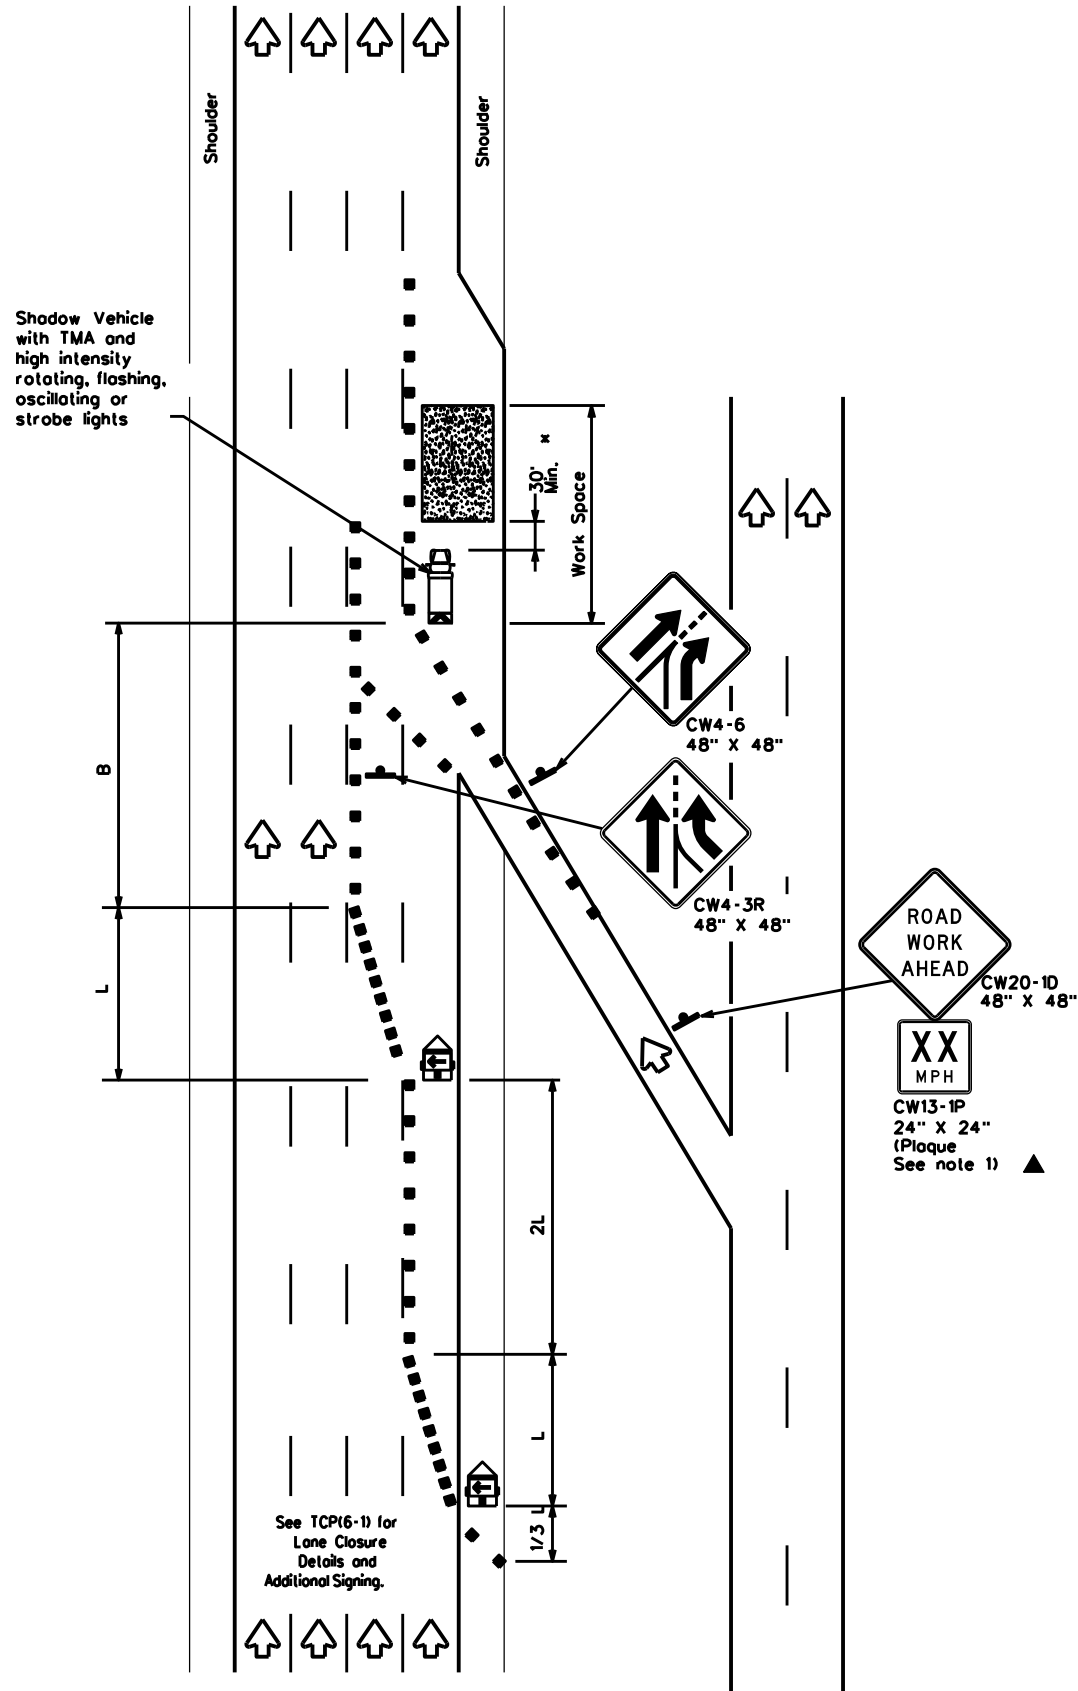 Shoulder
Shoulder
Shadow Vehicle
with TMA and
high intensity
rotating, flashing,
oscillating or
strobe lights
30'
Min.
x
Work Space
CW4-6
48" X 48"
B
CW4-3R
48" X 48"
ROAD
WORK
AHEAD
CW20-1D
48" X 48"
L
XX
MPH
CW13-1P
24" X 24"
(Plaque
See note 1)
2L
L
1/3 L
See TCP(6-1) for
Lane Closure
Details and
Additional Signing.